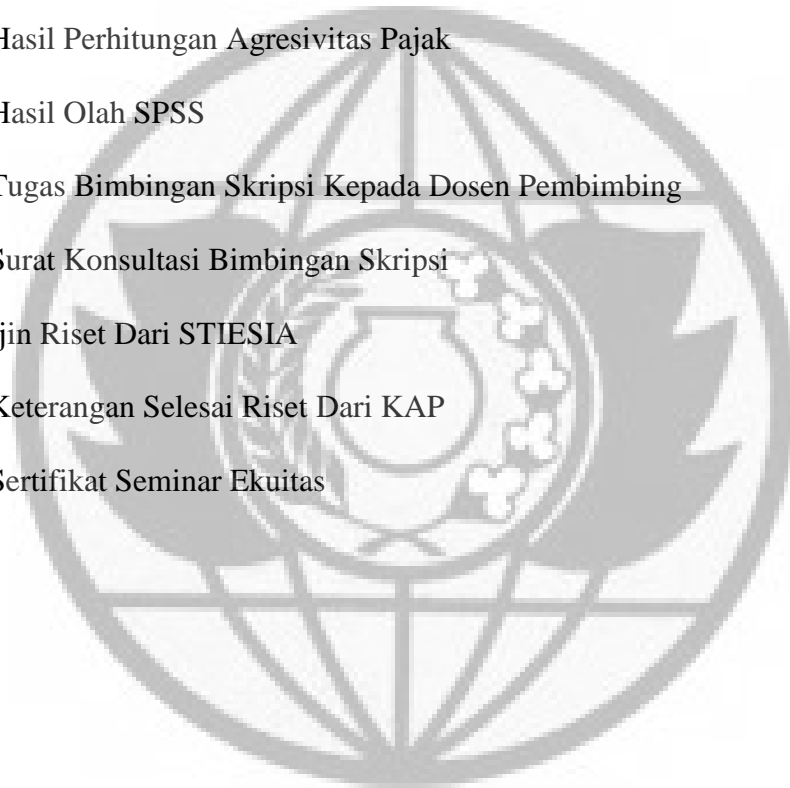 Hasil Perhitungan Agresivitas Pajak
Hasil Olah SPSS
Tugas Bimbingan Skripsi Kepada Dosen Pembimbing
Surat Konsultasi Bimbingan Skripsi
Ijin Riset Dari STIESIA
Keterangan Selesai Riset Dari KAP
Sertifikat Seminar Ekuitas